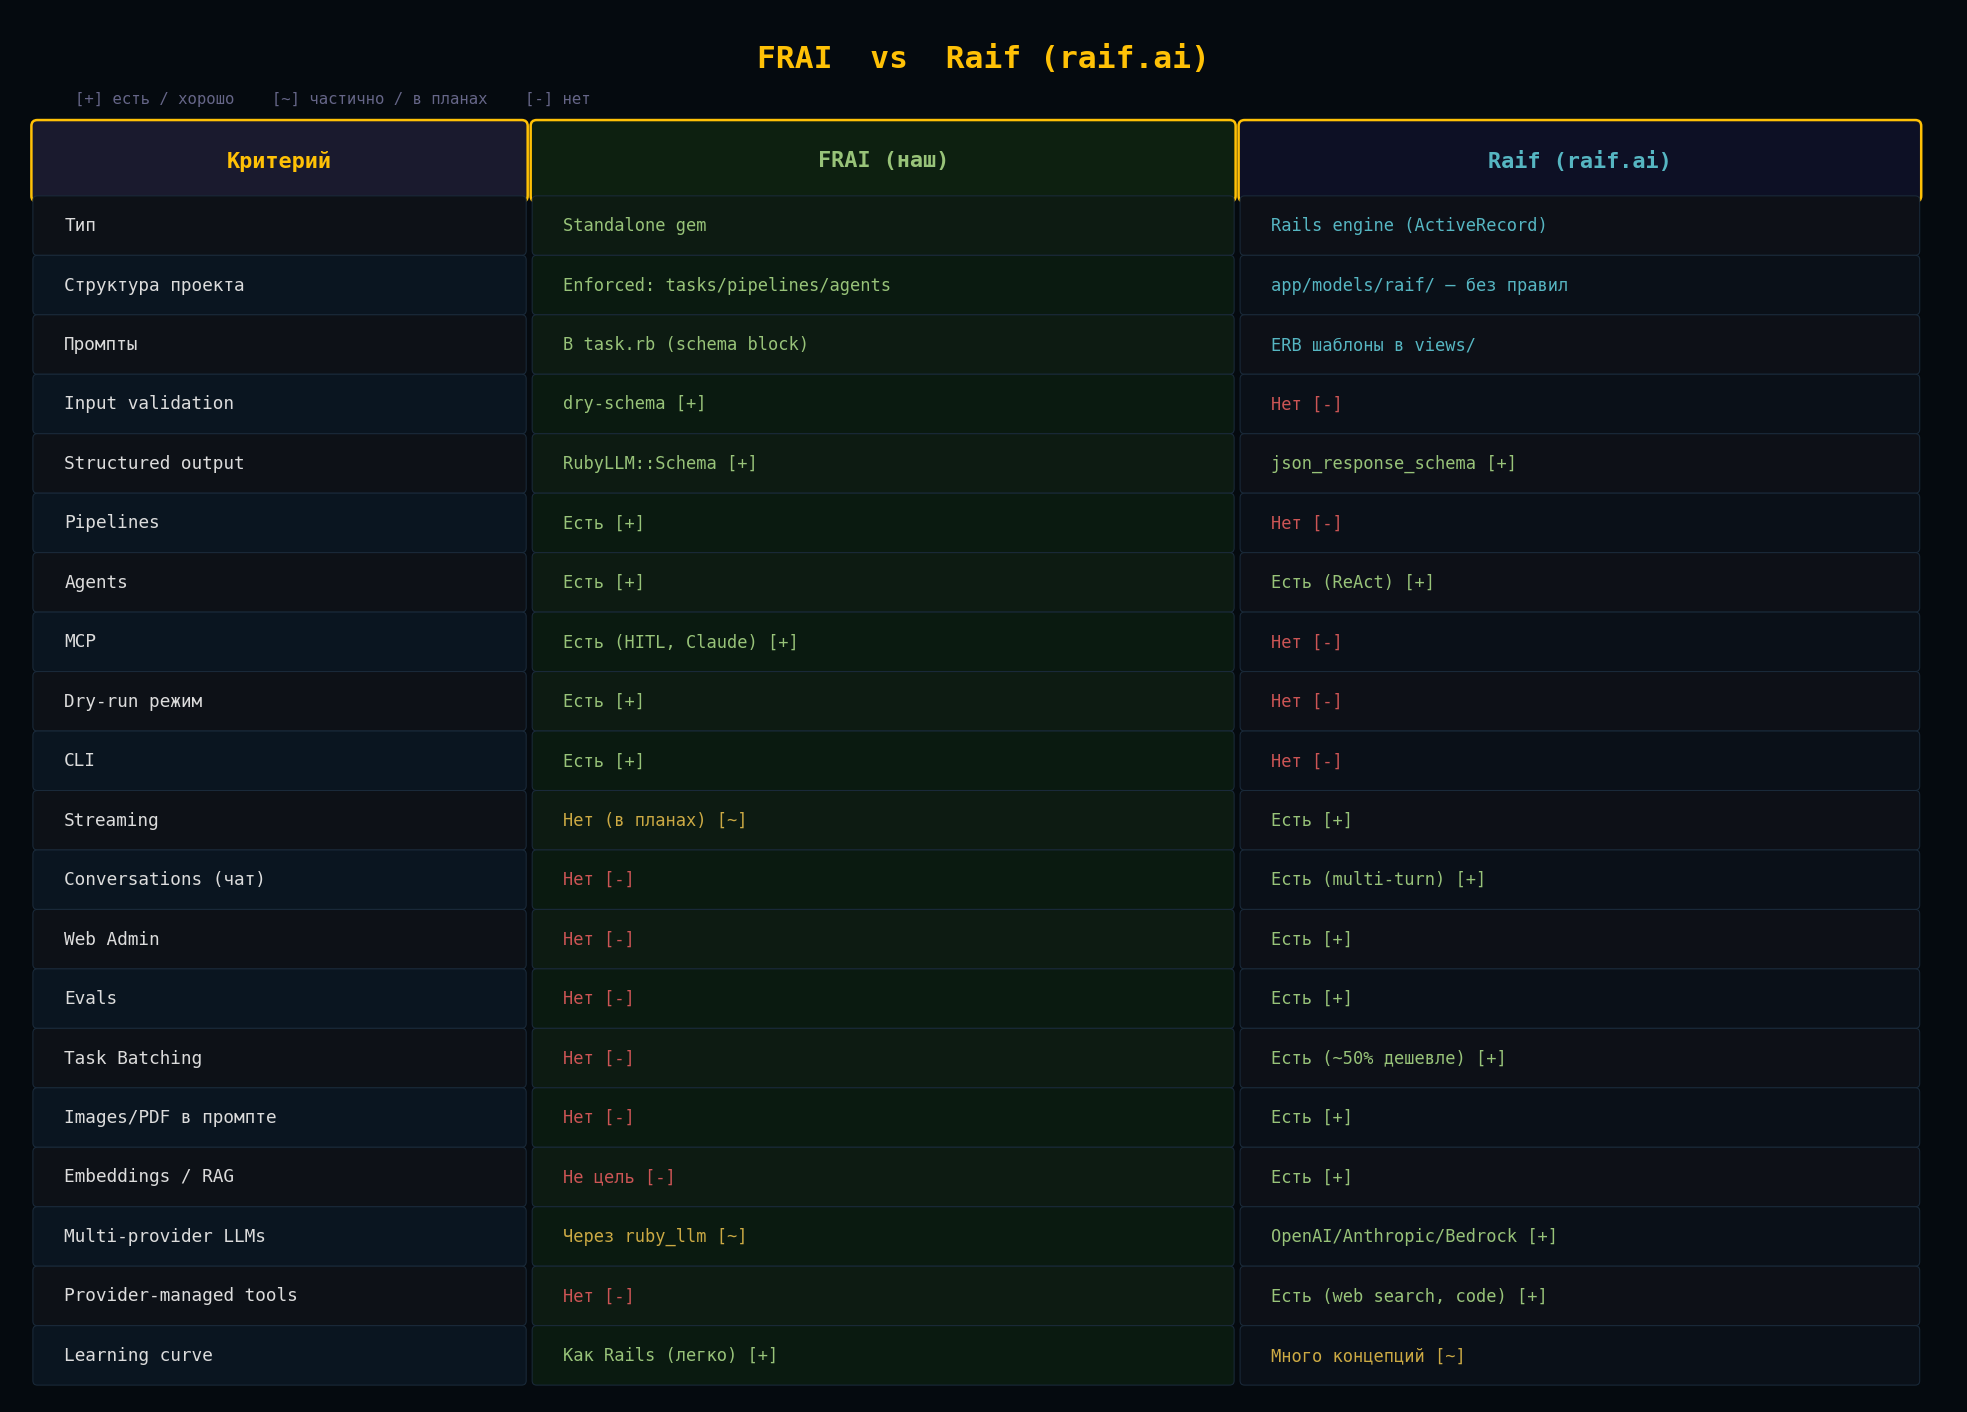 FRAI vs Raif (raif.ai)
[+] есть / хорошо [~] частично / в планах [-] нет
Критерий FRAI (наш) Raif (raif.ai)
Тип Standalone gem Rails engine (ActiveRecord)
Структура проекта Enforced: tasks/pipelines/agents app/models/raif/ — без правил
Промпты В task.rb (schema block) ERB шаблоны в views/
Input validation dry-schema [+] Нет [-]
Structured output RubyLLM::Schema [+] json_response_schema [+]
Pipelines Есть [+] Нет [-]
Agents Есть [+] Есть (ReAct) [+]
MCP Есть (HITL, Claude) [+] Нет [-]
Dry-run режим Есть [+] Нет [-]
CLI Есть [+] Нет [-]
Streaming Нет (в планах) [~] Есть [+]
Conversations (чат) Нет [-] Есть (multi-turn) [+]
Web Admin Нет [-] Есть [+]
Evals Нет [-] Есть [+]
Task Batching Нет [-] Есть (~50% дешевле) [+]
Images/PDF в промпте Нет [-] Есть [+]
Embeddings / RAG Не цель [-] Есть [+]
Multi-provider LLMs Через ruby_llm [~] OpenAI/Anthropic/Bedrock [+]
Provider-managed tools Нет [-] Есть (web search, code) [+]
Learning curve Как Rails (легко) [+] Много концепций [~]